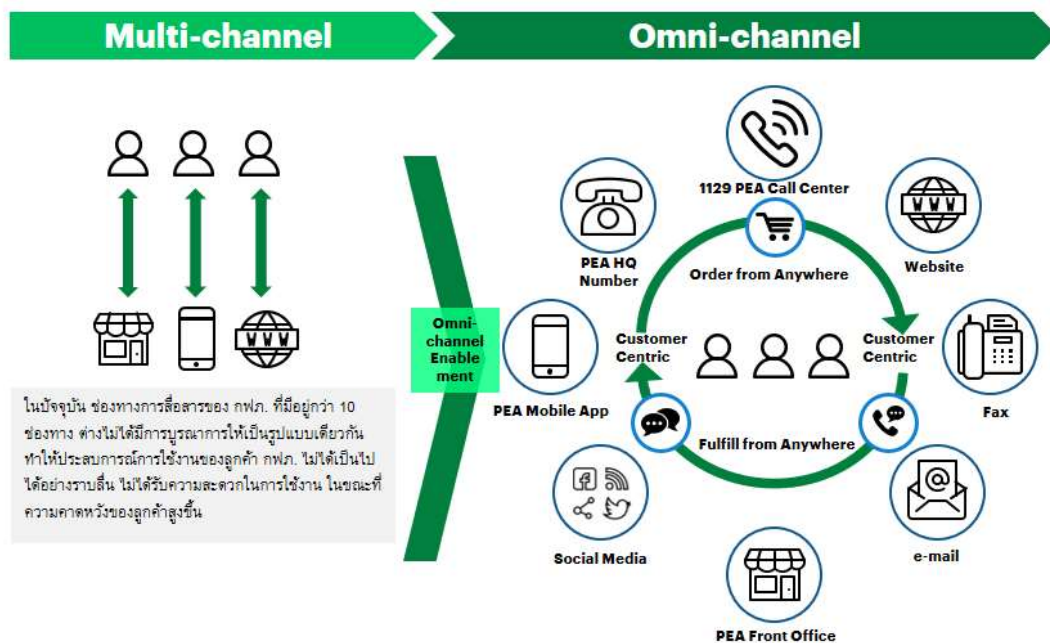 Multi-channel
Omni-channel
1129 PEA Call Center
PEA HQ
Number
WWW
Website
Order from Anywhere
WWW
Omni-
channel
Enable
ment
Customer
Centric
Customer
Centric
PEA Mobile App
Fax
Fulfill from Anywhere
ในปัจจุบัน ช่องทางการสื่อสารของ กฟภ. ที่มีอยู่กว่า 10
ช่องทาง ต่างไม่ได้มีการบูรณาการให้เป็นรูปแบบเดียวกัน
ทำให้ประสบการณ์การใช้งานของลูกค้า กฟภ. ไม่ได้เป็นไป
ได้อย่างราบลื่น ไม่ได้รับความสะดวกในการใช้งาน ในขณะที่
ความคาดหวังของลูกค้าสูงขึ้น
Social Media
e-mail
PEA Front Office